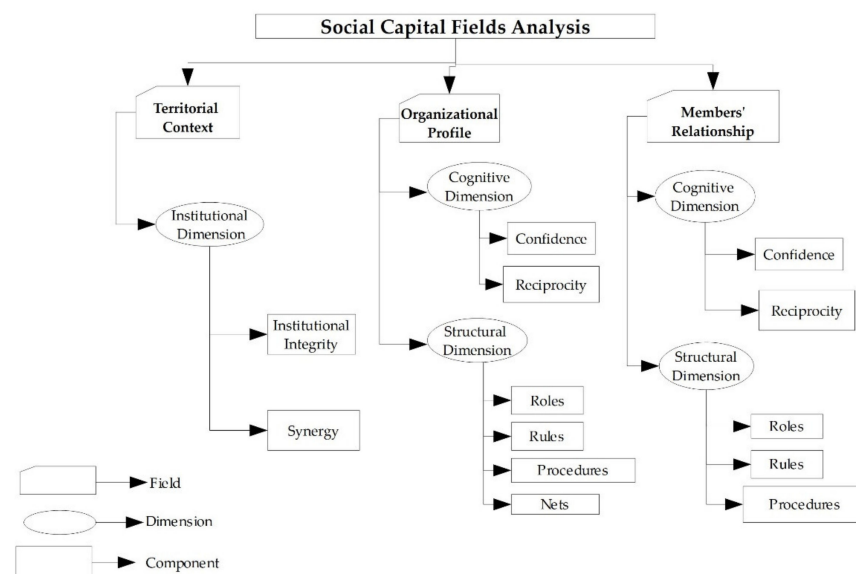 Social Capital Fields Analysis
Territorial
Context
Institutional
Dimension
Institutional
Integrity
Synergy
Organizational
Profile
Cognitive
Dimension
Confidence
Reciprocity
Structural
Dimension
Roles
Rules
Procedures
Nets
Members'
Relationship
Cognitive
Dimension
Confidence
Reciprocity
Structural
Dimension
Roles
Rules
Procedures
Field
Dimension
Component